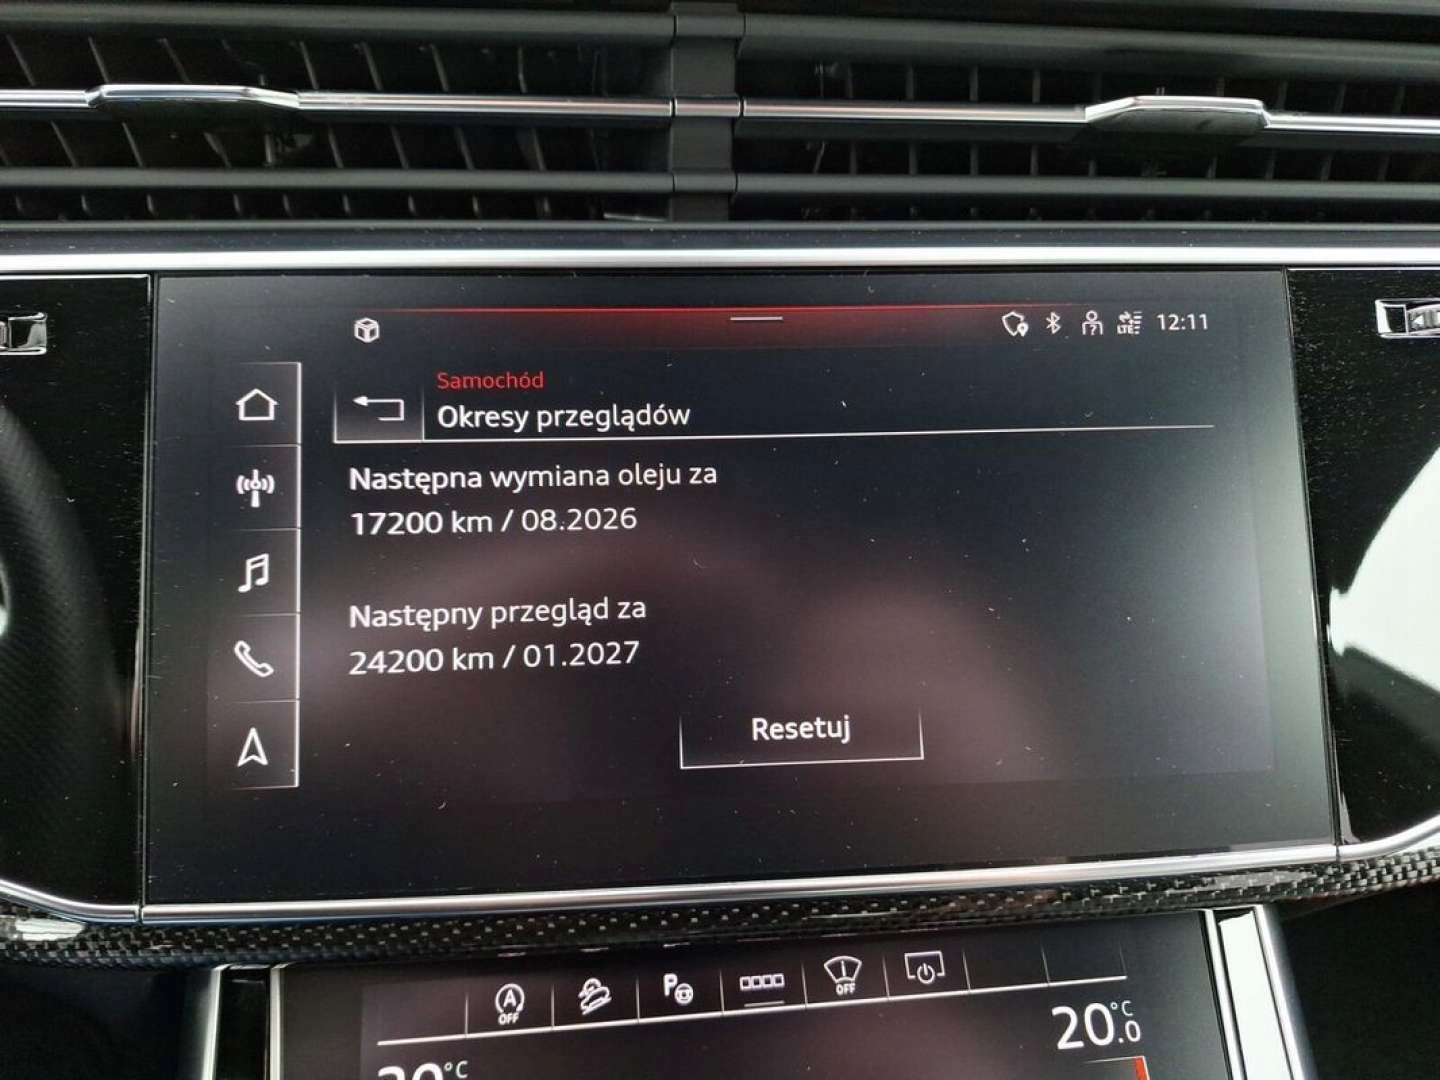 LTE 12:11
Samochód
Okresy przeglądów
Następna wymiana oleju za
17200 km / 08.2026
Następny przegląd za
24200 km / 01.2027
Resetuj
A
OFF
P
OFF
20.0 °C
°C